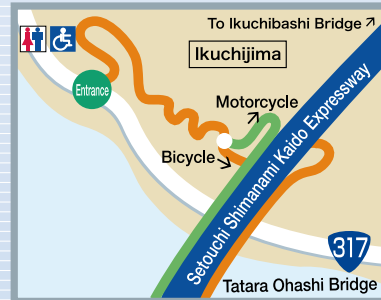 To Ikuchibashi Bridge ↗
Ikuchijima
Entrance
Motorcycle
Bicycle
Setouchi Shimanami Kaido Expressway
317
Tatara Ohashi Bridge